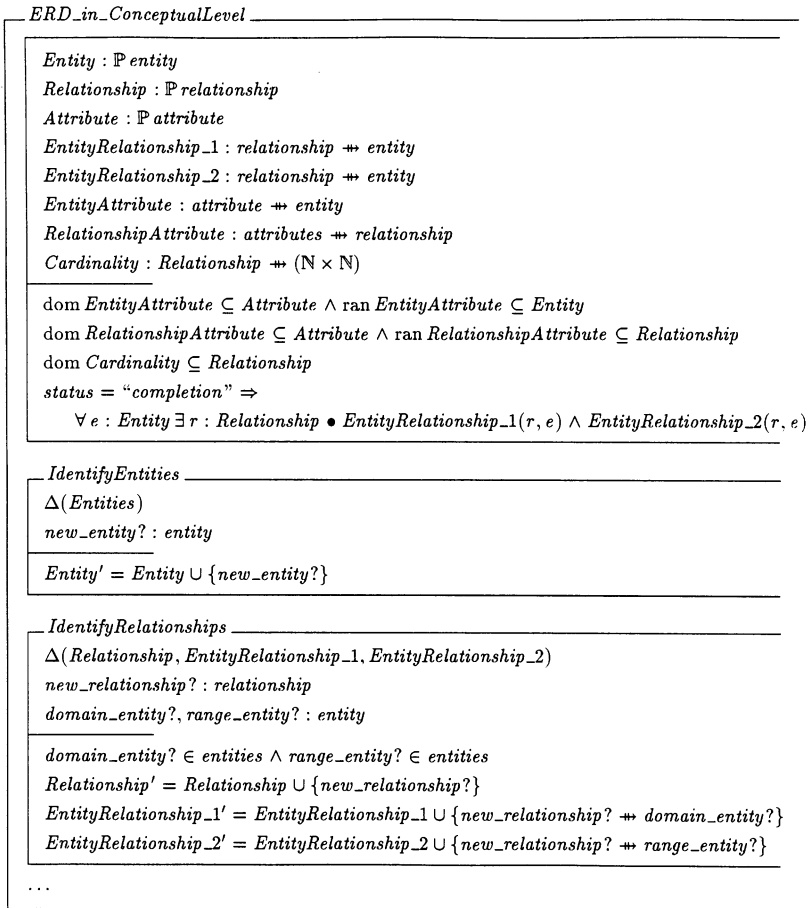 ERD_in_ConceptualLevel
Entity : ℙ entity
Relationship : ℙ relationship
Attribute : ℙ attribute
EntityRelationship_1 : relationship ⇻ entity
EntityRelationship_2 : relationship ⇻ entity
EntityAttribute : attribute ⇻ entity
RelationshipAttribute : attributes ⇻ relationship
Cardinality : Relationship ⇻ (ℕ × ℕ)
dom EntityAttribute ⊆ Attribute ∧ ran EntityAttribute ⊆ Entity
dom RelationshipAttribute ⊆ Attribute ∧ ran RelationshipAttribute ⊆ Relationship
dom Cardinality ⊆ Relationship
status = “completion” ⇒
∀ e : Entity ∃ r : Relationship • EntityRelationship_1(r, e) ∧ EntityRelationship_2(r, e)
IdentifyEntities
Δ(Entities)
new_entity? : entity
Entity′ = Entity ∪ {new_entity?}
IdentifyRelationships
Δ(Relationship, EntityRelationship_1, EntityRelationship_2)
new_relationship? : relationship
domain_entity?, range_entity? : entity
domain_entity? ∈ entities ∧ range_entity? ∈ entities
Relationship′ = Relationship ∪ {new_relationship?}
EntityRelationship_1′ = EntityRelationship_1 ∪ {new_relationship? ⇻ domain_entity?}
EntityRelationship_2′ = EntityRelationship_2 ∪ {new_relationship? ⇻ range_entity?}
...